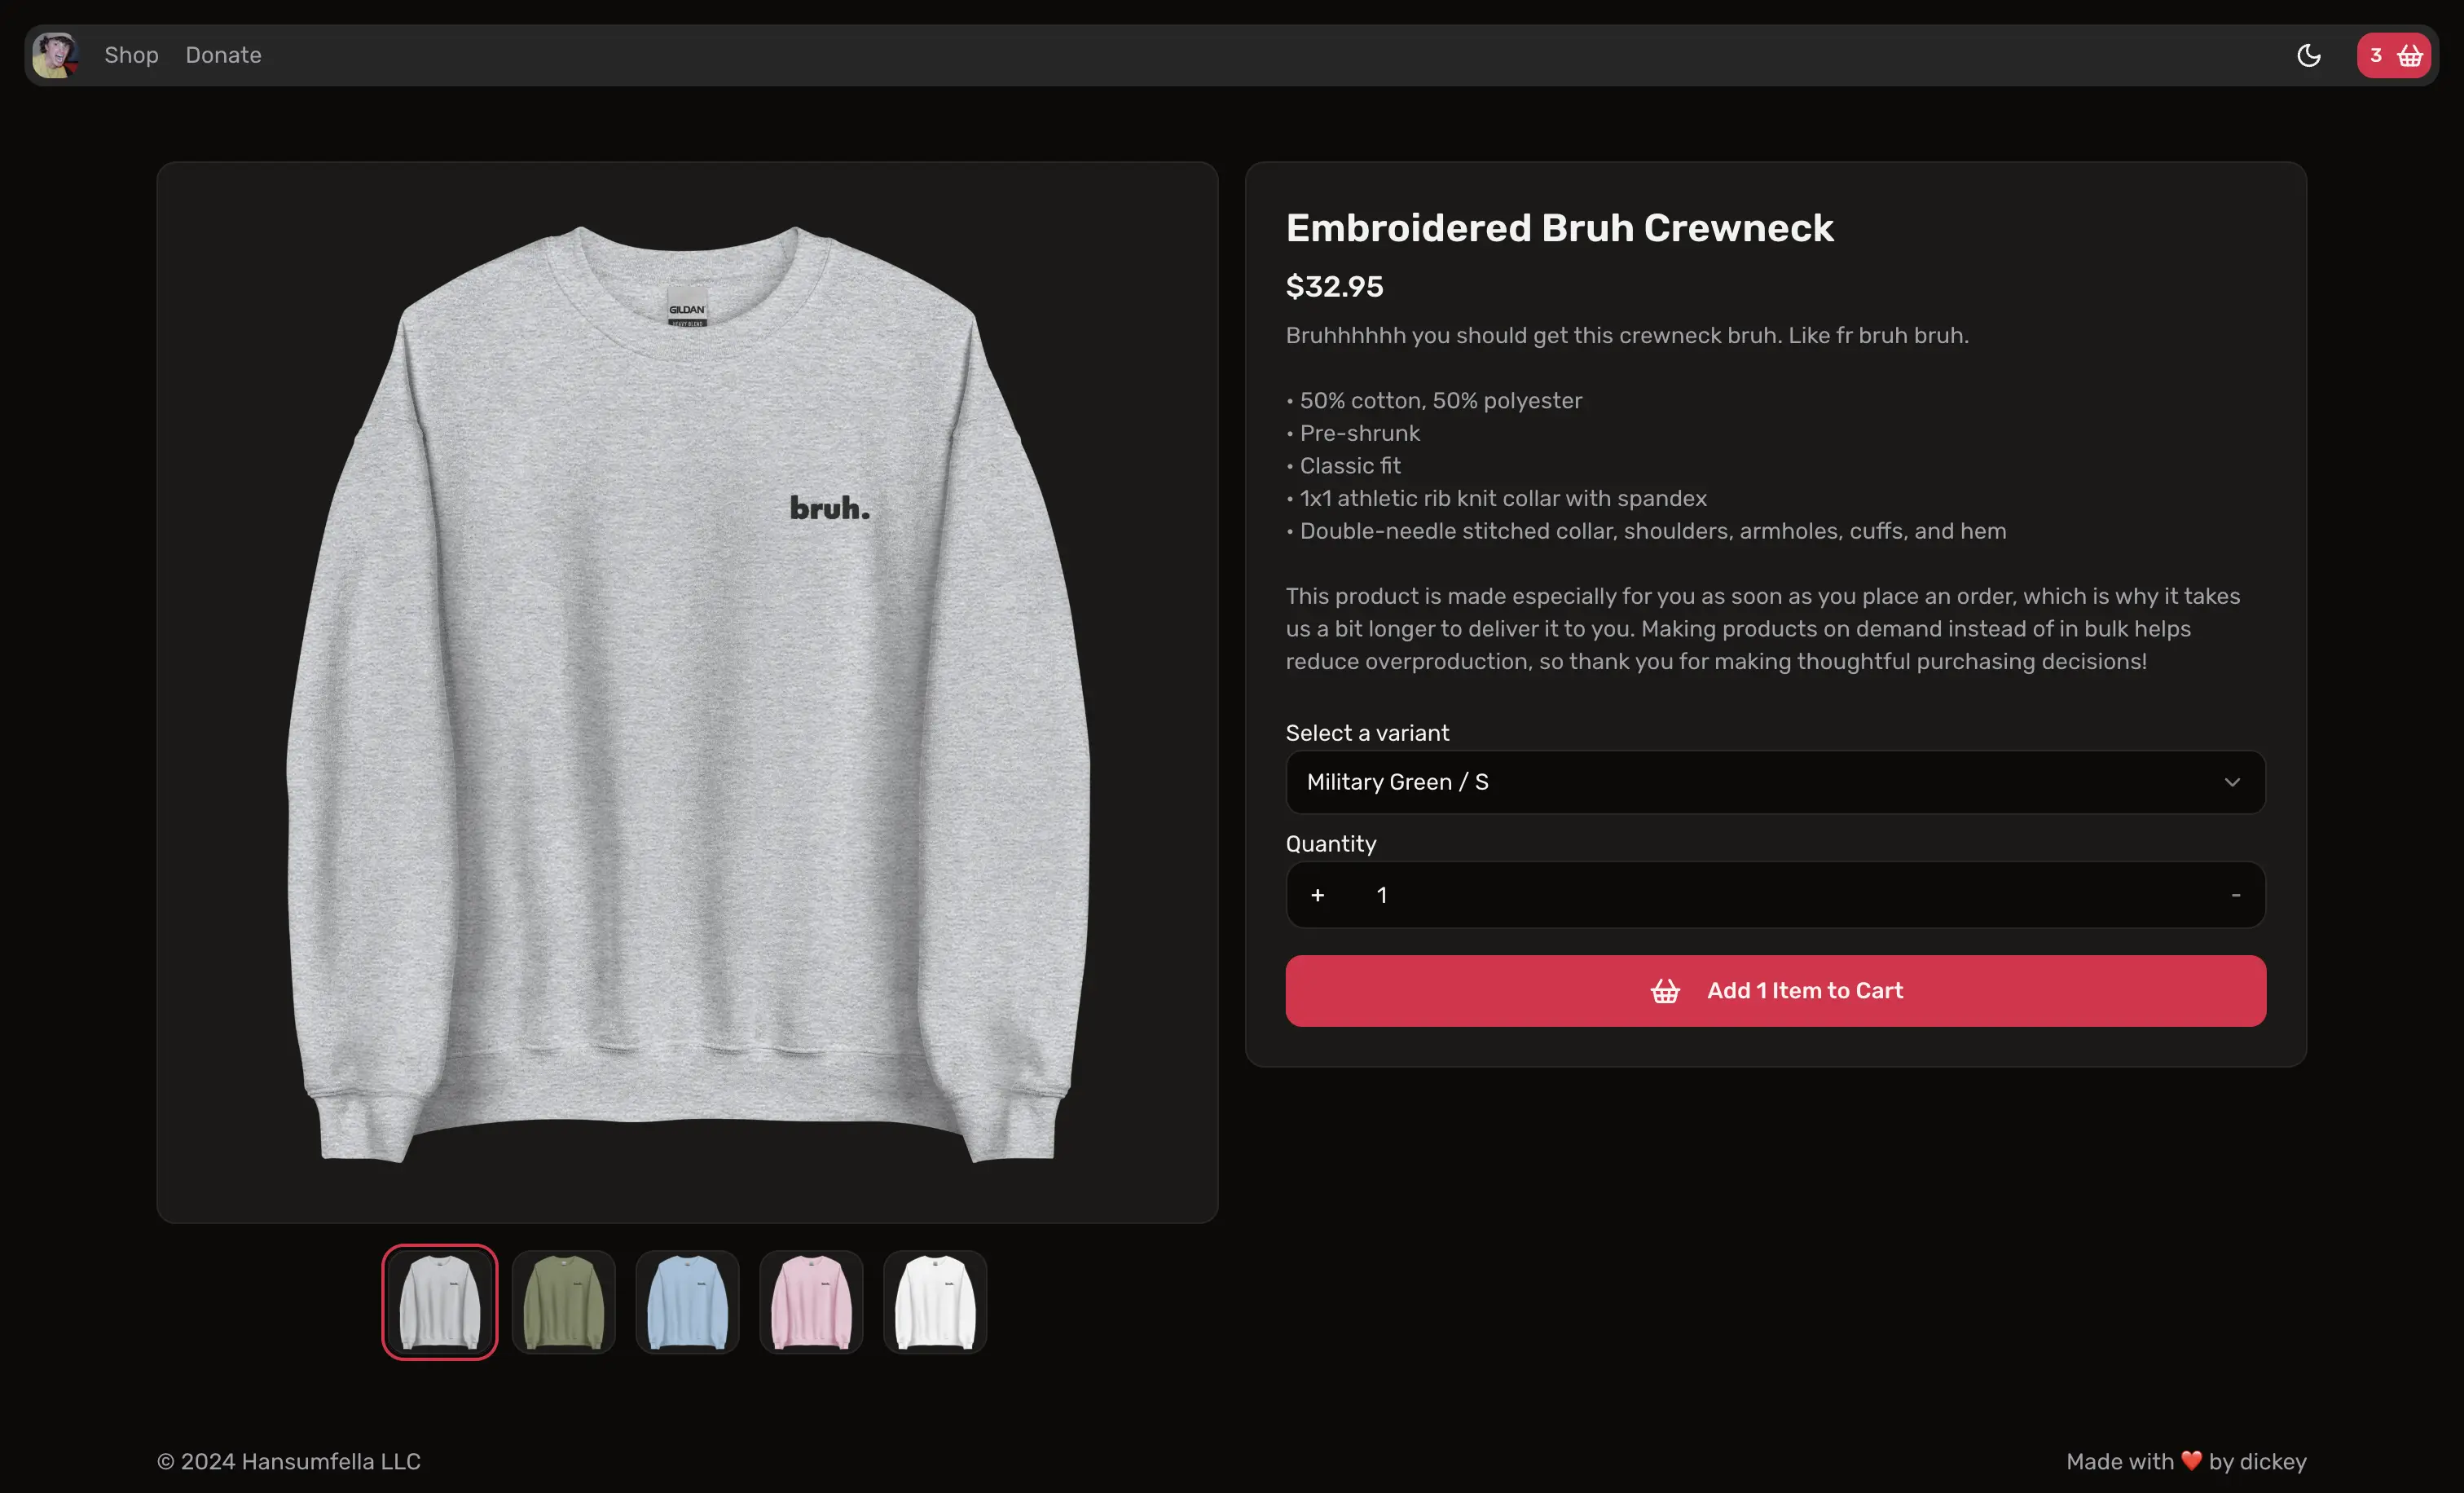 Shop Donate 3
GILDAN
HEAVY BLEND
bruh.
Embroidered Bruh Crewneck
$32.95
Bruhhhhhh you should get this crewneck bruh. Like fr bruh bruh.
• 50% cotton, 50% polyester
• Pre-shrunk
• Classic fit
• 1x1 athletic rib knit collar with spandex
• Double-needle stitched collar, shoulders, armholes, cuffs, and hem
This product is made especially for you as soon as you place an order, which is why it takes
us a bit longer to deliver it to you. Making products on demand instead of in bulk helps
reduce overproduction, so thank you for making thoughtful purchasing decisions!
Select a variant
Military Green / S
Quantity
+ 1 -
Add 1 Item to Cart
© 2024 Hansumfella LLC
Made with ❤️ by dickey